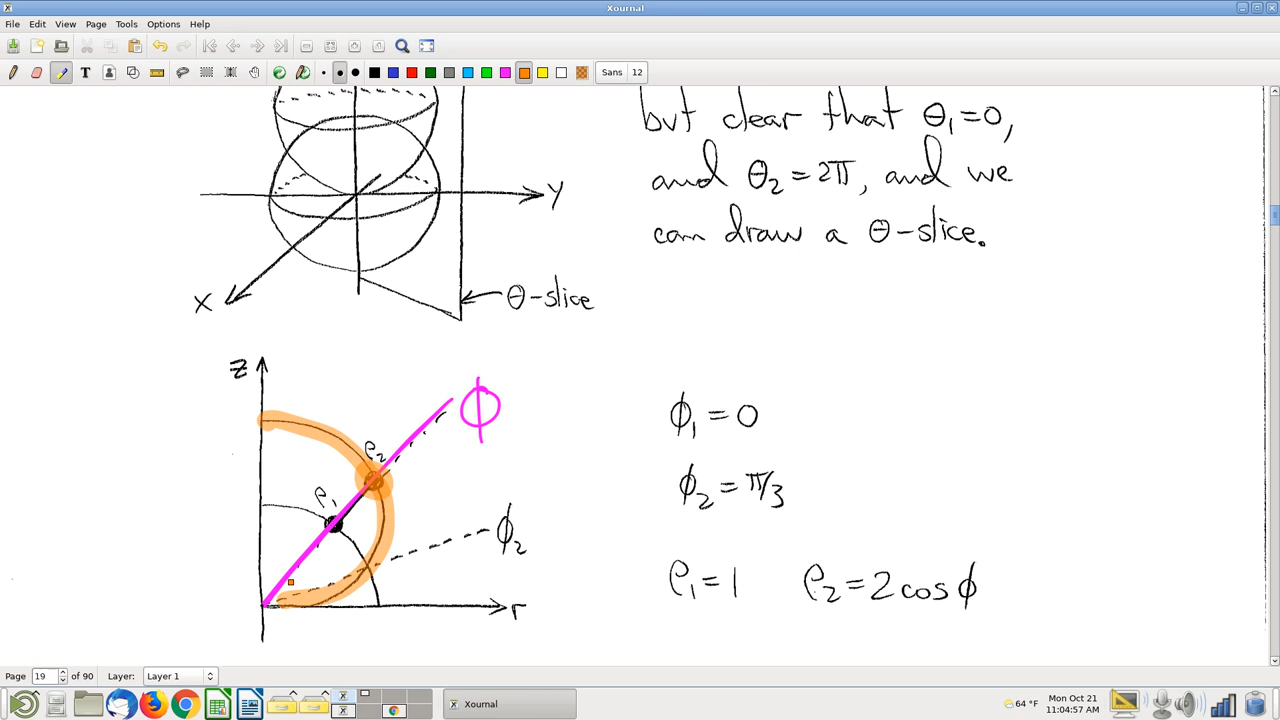 Xournal
File Edit View Page Tools Options Help
Sans 12
but clear that θ₁=0,
and θ₂=2π, and we
can draw a θ-slice.
Y
X
θ-slice
Z
ϕ
ρ₂
ρ₁
ϕ₂
r
ϕ₁ = 0
ϕ₂ = π/3
ρ₁=1 ρ₂=2cosϕ
Page 19 of 90 Layer: Layer 1
Xournal
64 °F
Mon Oct 21
11:04:57 AM